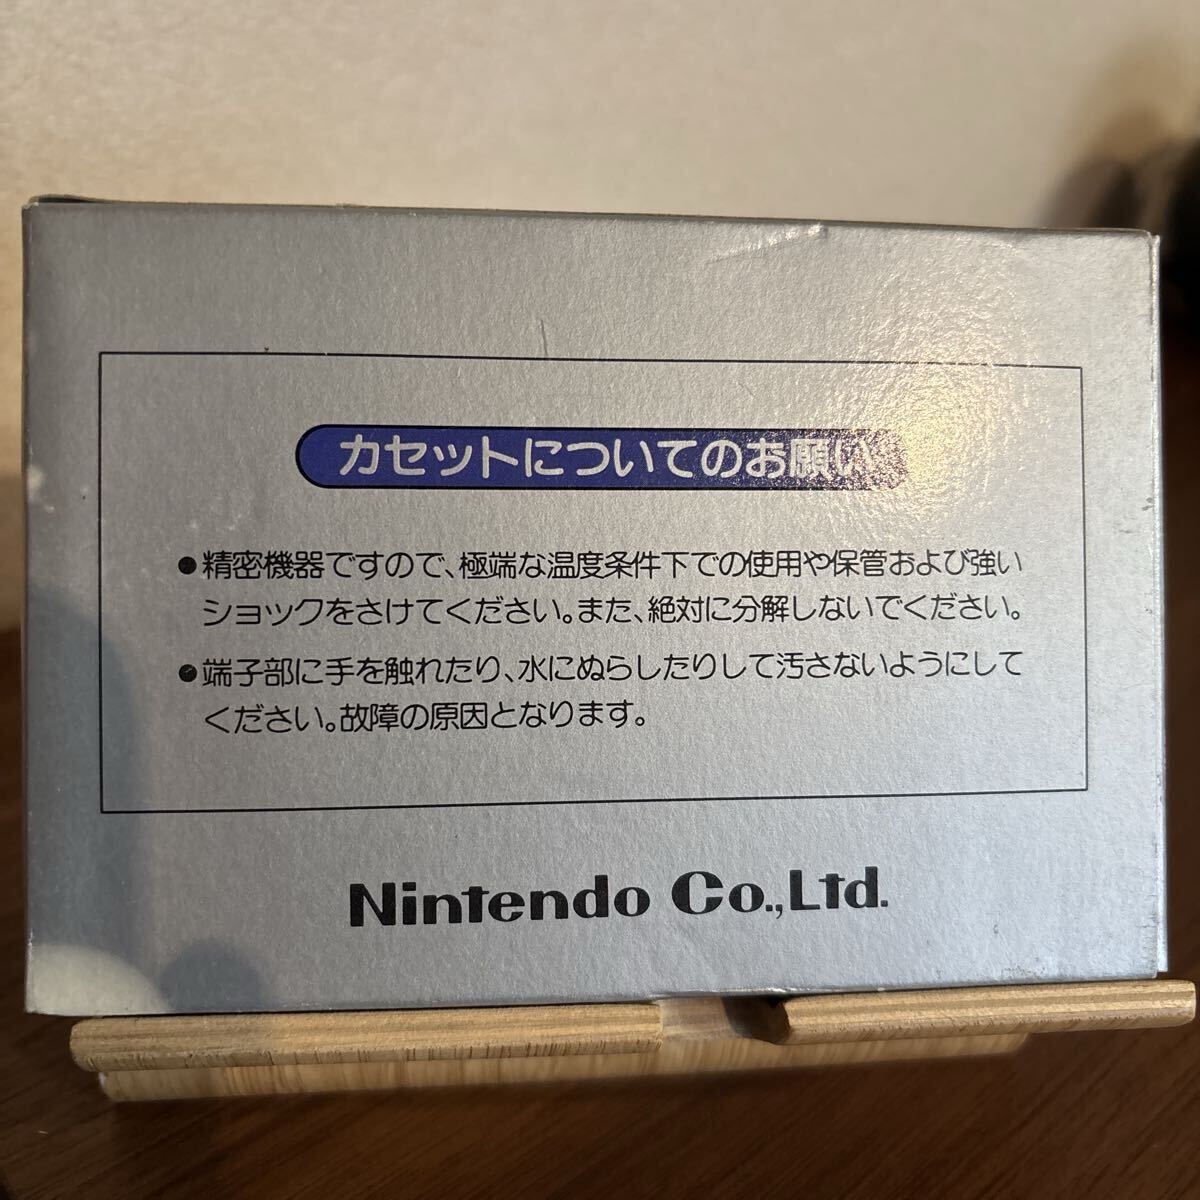 カセットについてのお願い
●精密機器ですので、極端な温度条件下での使用や保管および強い
ショックをさけてください。また、絶対に分解しないでください。
●端子部に手を触れたり、水にぬらしたりして汚さないようにして
ください。故障の原因となります。
Nintendo Co.,Ltd.